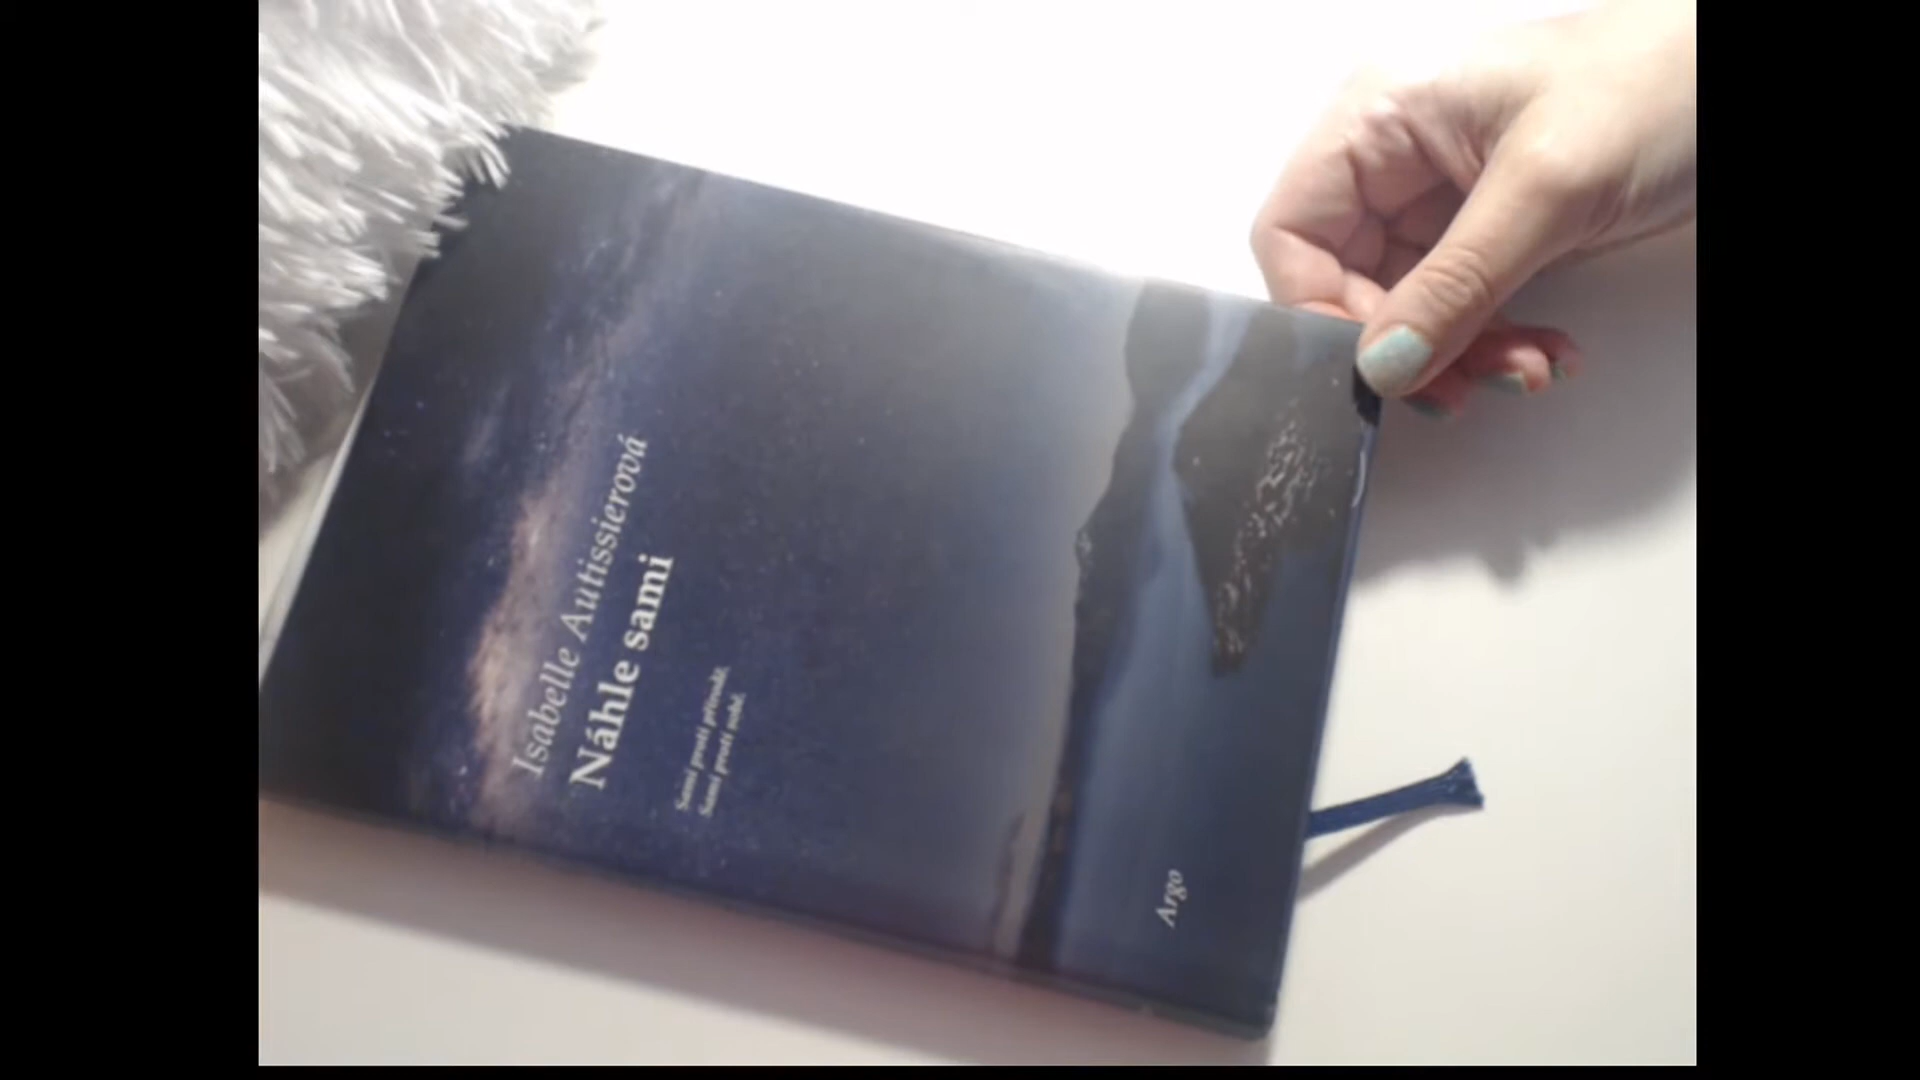 Isabelle Autissierová
Náhle sami
Sami proti přírodě.
Sami proti sobě.
Argo